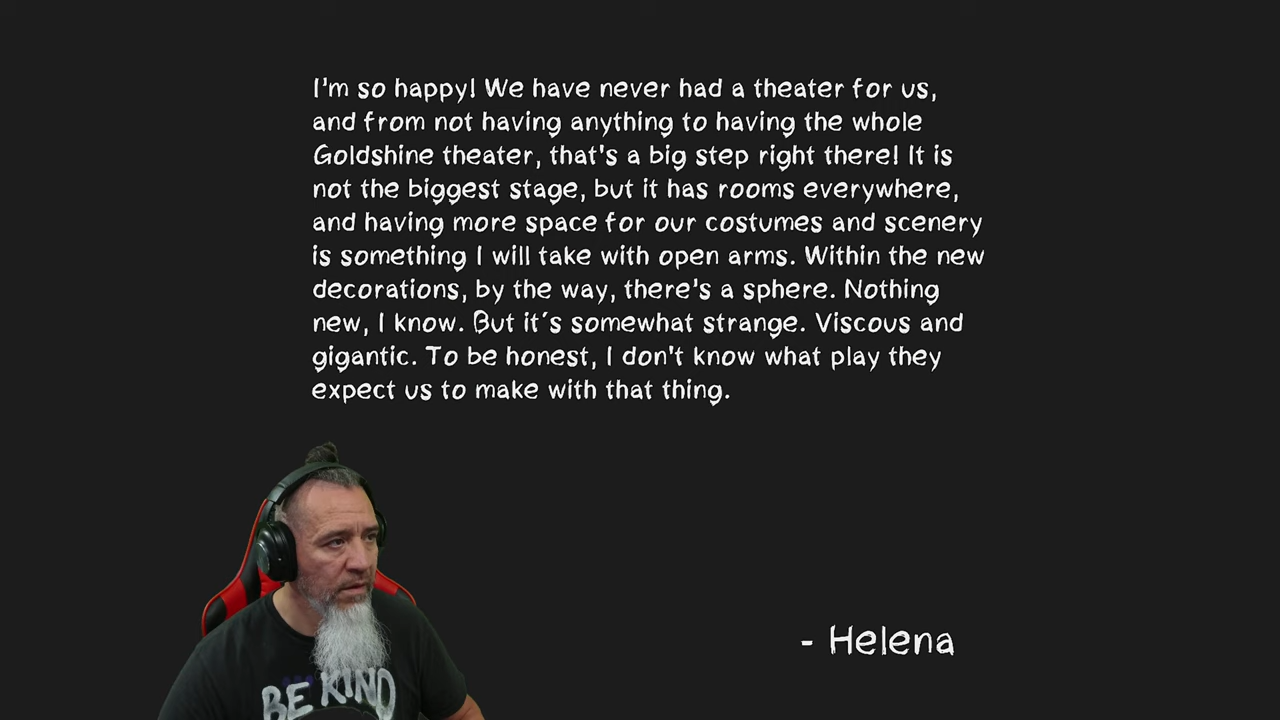 I'm so happy! We have never had a theater for us,
and from not having anything to having the whole
Goldshine theater, that's a big step right there! It is
not the biggest stage, but it has rooms everywhere,
and having more space for our costumes and scenery
is something I will take with open arms. Within the new
decorations, by the way, there's a sphere. Nothing
new, I know. But it´s somewhat strange. Viscous and
gigantic. To be honest, I don't know what play they
expect us to make with that thing.
- Helena
BE KIND